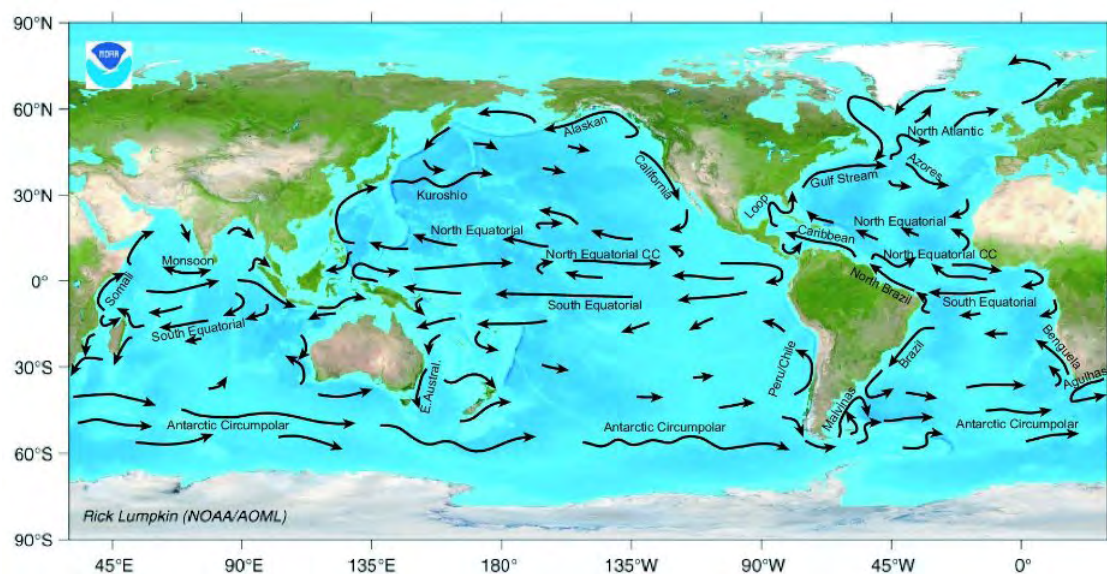 90°N
NOAA
60°N
Alaskan
North Atlantic
California
Azores
Gulf Stream
30°N
Kuroshio
Loop
North Equatorial
North Equatorial
Caribbean
Monsoon
North Equatorial CC
North Equatorial CC
0°
Somali
North Brazil
South Equatorial
South Equatorial
South Equatorial
Brazil
Benguela
30°S
E.Austral.
Peru/Chile
Agulhas
Malvinas
Antarctic Circumpolar
Antarctic Circumpolar
Antarctic Circumpolar
60°S
Rick Lumpkin (NOAA/AOML)
90°S
45°E
90°E
135°E
180°
135°W
90°W
45°W
0°